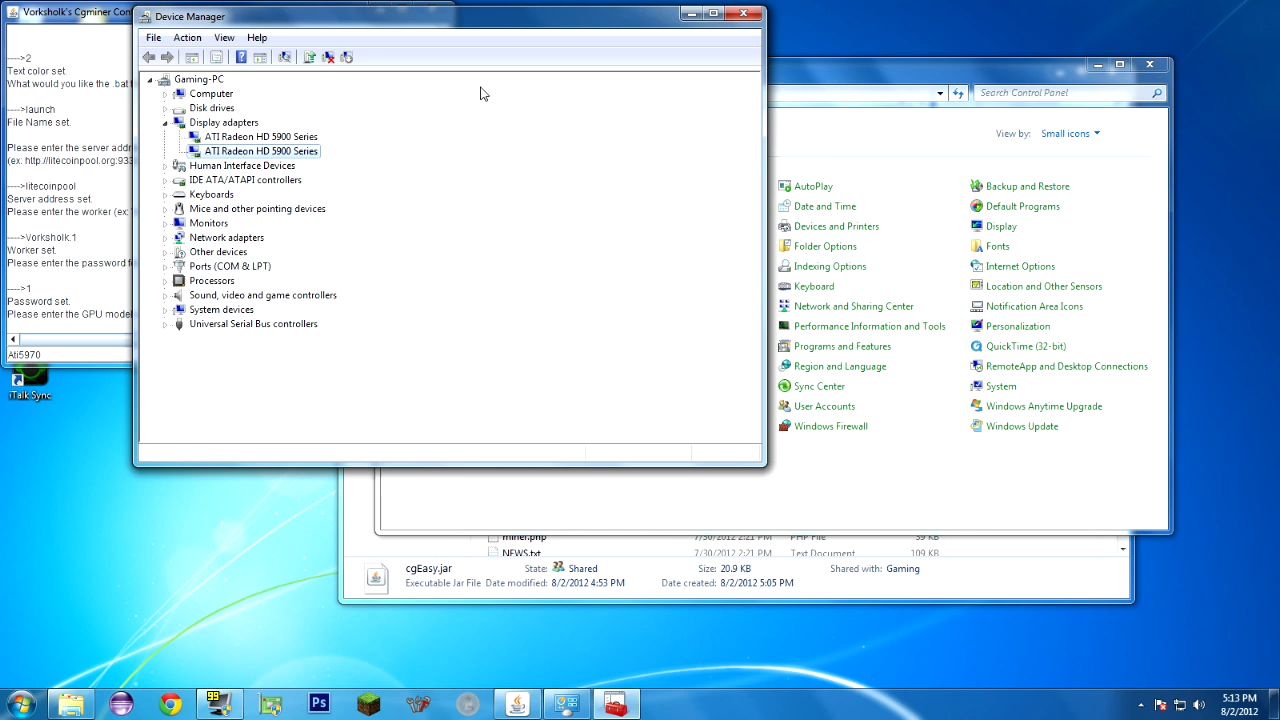 Vorksholk's Cgminer Con
---->2
Text color set.
What would you like the .bat
---->launch
File Name set.
Please enter the server addre
(ex: http://litecoinpool.org:933
---->litecoinpool
Server address set.
Please enter the worker (ex:
---->Vorksholk.1
Worker set.
Please enter the password fo
---->1
Password set.
Please enter the GPU model
Ati5970
iTalk Sync
Device Manager
File Action View Help
Gaming-PC
Computer
Disk drives
Display adapters
ATI Radeon HD 5900 Series
ATI Radeon HD 5900 Series
Human Interface Devices
IDE ATA/ATAPI controllers
Keyboards
Mice and other pointing devices
Monitors
Network adapters
Other devices
Ports (COM & LPT)
Processors
Sound, video and game controllers
System devices
Universal Serial Bus controllers
Search Control Panel
View by: Small icons
AutoPlay
Backup and Restore
Date and Time
Default Programs
Devices and Printers
Display
Folder Options
Fonts
Indexing Options
Internet Options
Keyboard
Location and Other Sensors
Network and Sharing Center
Notification Area Icons
Performance Information and Tools
Personalization
Programs and Features
QuickTime (32-bit)
Region and Language
RemoteApp and Desktop Connections
Sync Center
System
User Accounts
Windows Anytime Upgrade
Windows Firewall
Windows Update
miner.php 7/30/2012 2:21 PM PHP File 39 KB
NEWS.txt 7/30/2012 2:21 PM Text Document 109 KB
cgEasy.jar State: Shared Size: 20.9 KB Shared with: Gaming
Executable Jar File Date modified: 8/2/2012 4:53 PM Date created: 8/2/2012 5:05 PM
99
Ps
5:13 PM
8/2/2012